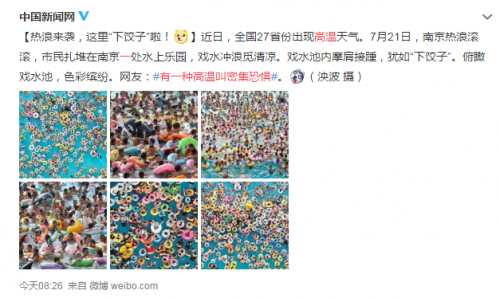 中国新闻网
【热浪来袭，这里“下饺子”啦！】近日，全国27省份出现高温天气。7月21日，南京热浪滚
滚，市民扎堆在南京一处水上乐园，戏水冲浪觅清凉。戏水池内摩肩接踵，犹如“下饺子”。俯瞰
戏水池，色彩缤纷。网友：#有一种高温叫密集恐惧#。（泱波 摄）
今天08:26 来自 微博 weibo.com